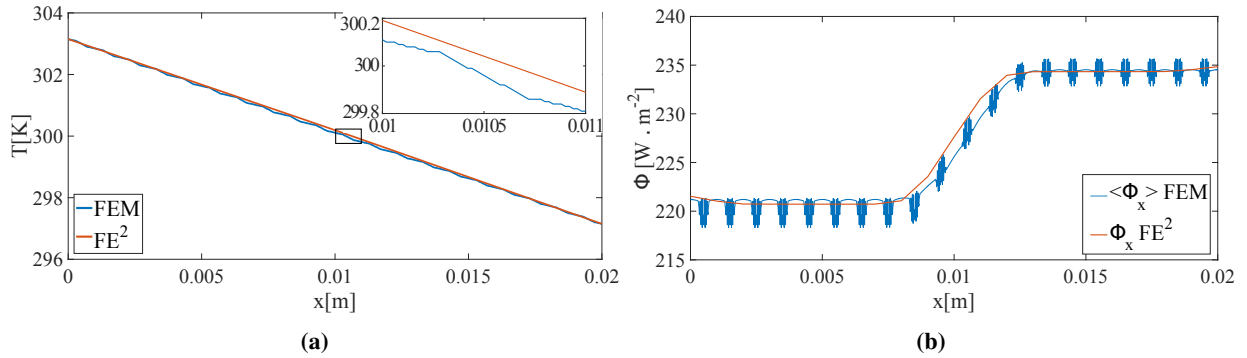 304
302
300
298
296
T[K]
0
0.005
0.01
0.015
0.02
x[m]
300.2
300
299.8
0.01
0.0105
0.011
FEM
FE²
(a)
240
235
230
225
220
215
Φ [W . m⁻²]
0
0.005
0.01
0.015
0.02
x[m]
<Φ_x> FEM
Φ_x FE²
(b)